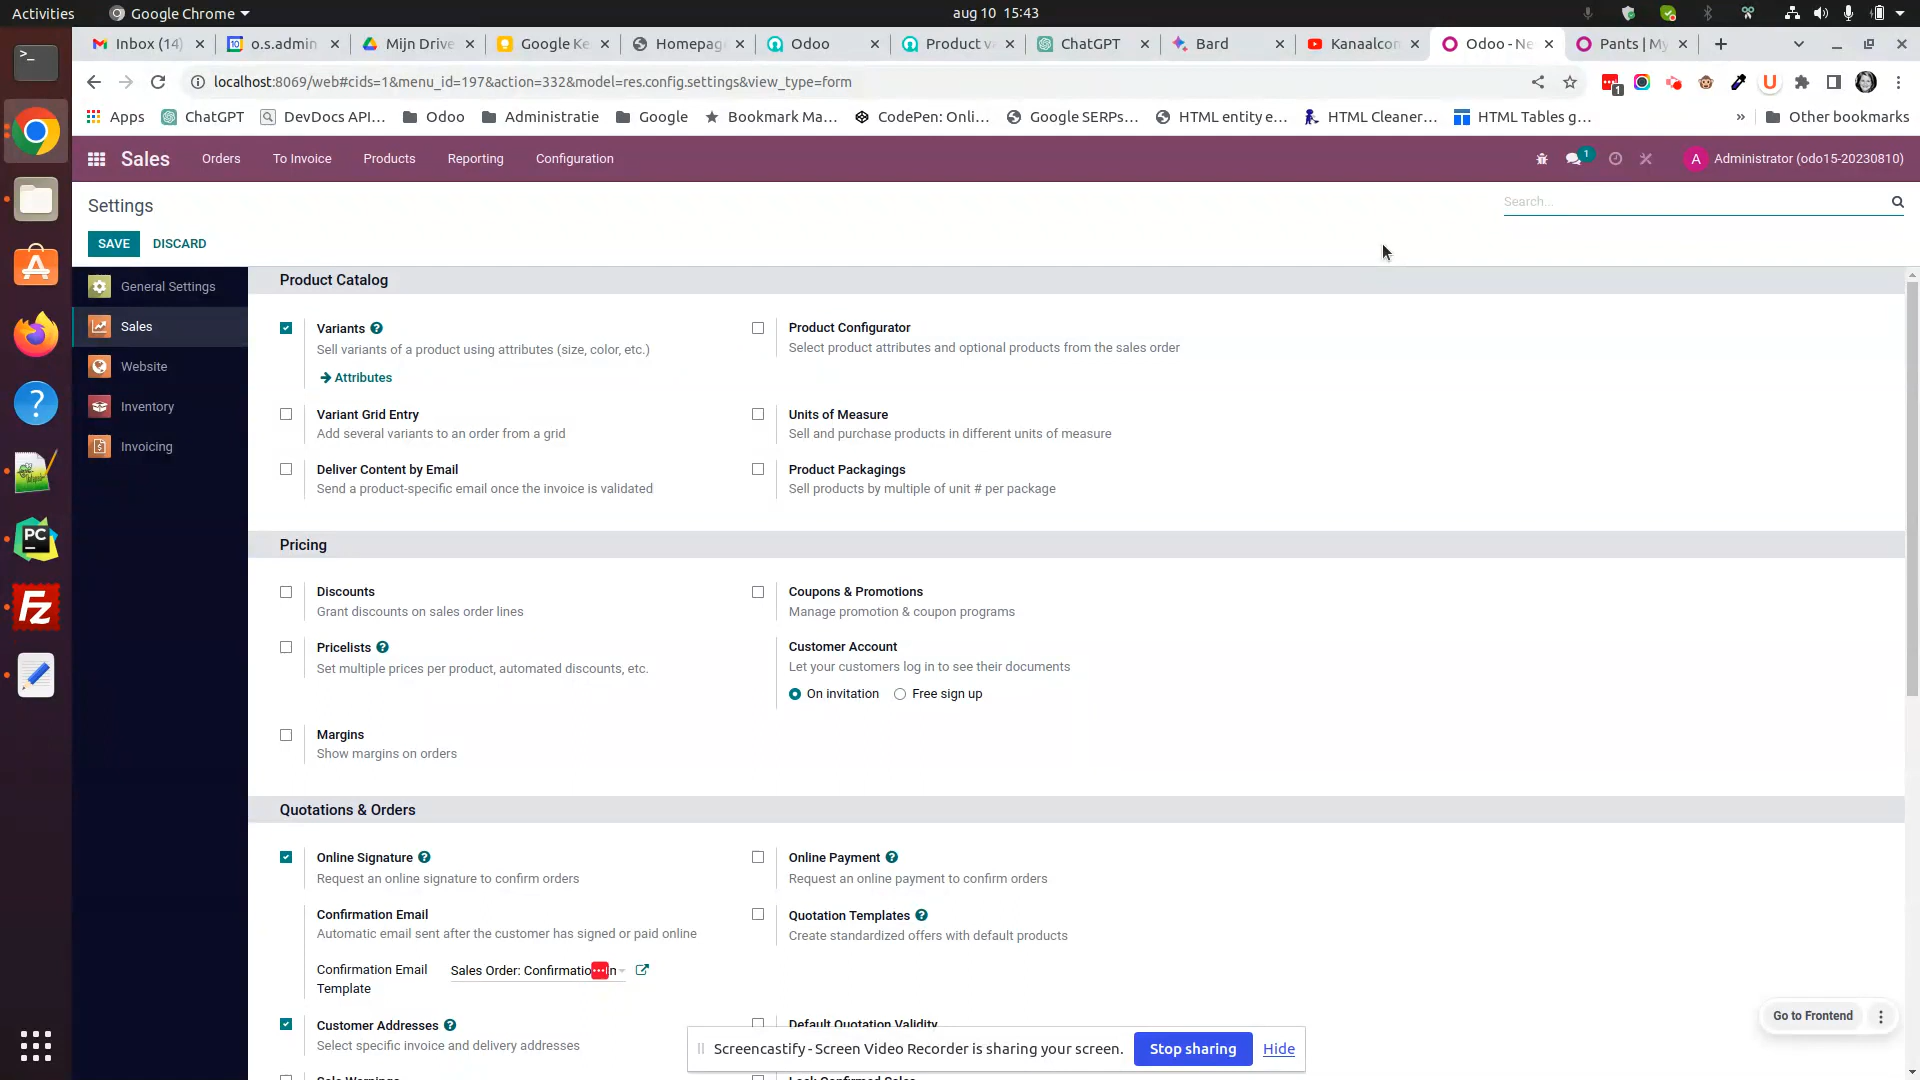 Activities
Google Chrome
aug 10 15:43
Inbox (14)
o.s.admin
Mijn Drive
Google Ke
Homepag
Odoo
Product v
ChatGPT
Bard
Kanaalcon
Odoo - Ne
Pants | My
localhost:8069/web#cids=1&menu_id=197&action=332&model=res.config.settings&view_type=form
1
Apps
ChatGPT
DevDocs API...
Odoo
Administratie
Google
Bookmark Ma...
CodePen: Onli...
Google SERPs...
HTML entity e...
HTML Cleaner...
HTML Tables g...
»
Other bookmarks
Sales
Orders
To Invoice
Products
Reporting
Configuration
1
A
Administrator (odo15-20230810)
Settings
Search...
SAVE
DISCARD
General Settings
Sales
Website
Inventory
Invoicing
Product Catalog
Variants
Sell variants of a product using attributes (size, color, etc.)
Attributes
Product Configurator
Select product attributes and optional products from the sales order
Variant Grid Entry
Add several variants to an order from a grid
Units of Measure
Sell and purchase products in different units of measure
Deliver Content by Email
Send a product-specific email once the invoice is validated
Product Packagings
Sell products by multiple of unit # per package
Pricing
Discounts
Grant discounts on sales order lines
Coupons & Promotions
Manage promotion & coupon programs
Pricelists
Set multiple prices per product, automated discounts, etc.
Customer Account
Let your customers log in to see their documents
On invitation
Free sign up
Margins
Show margins on orders
Quotations & Orders
Online Signature
Request an online signature to confirm orders
Online Payment
Request an online payment to confirm orders
Confirmation Email
Automatic email sent after the customer has signed or paid online
Confirmation Email
Template
Sales Order: Confirmatio
Quotation Templates
Create standardized offers with default products
Customer Addresses
Select specific invoice and delivery addresses
Default Quotation Validity
Sale Warnings
Lock Confirmed Sales
Screencastify - Screen Video Recorder is sharing your screen.
Stop sharing
Hide
Go to Frontend
PC
Fz